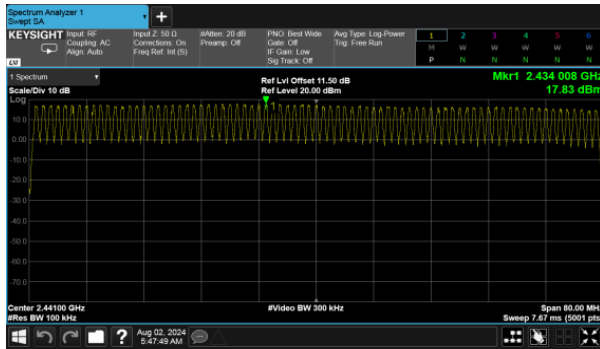 Spectrum Analyzer 1
Swept SA
+
KEYSIGHT Input: RF Input Z: 50 Ω #Atten: 20 dB PNO: Best Wide Avg Type: Log-Power 1 2 3 4 5 6
Coupling: AC Corrections: On Preamp: Off Gate: Off Trig: Free Run M W W W W W
Align: Auto Freq Ref: Int (S) IF Gain: Low
Sig Track: Off P N N N N N
LXI
1 Spectrum Ref Lvl Offset 11.50 dB Mkr1 2.434 008 GHz
Scale/Div 10 dB Ref Level 20.00 dBm 17.83 dBm
Log
1
10.0
0.00
-10.0
-20.0
-30.0
-40.0
-50.0
-60.0
-70.0
Center 2.44100 GHz #Video BW 300 kHz Span 80.00 MHz
#Res BW 100 kHz Sweep 7.67 ms (5001 pts)
? Aug 02, 2024
5:47:49 AM